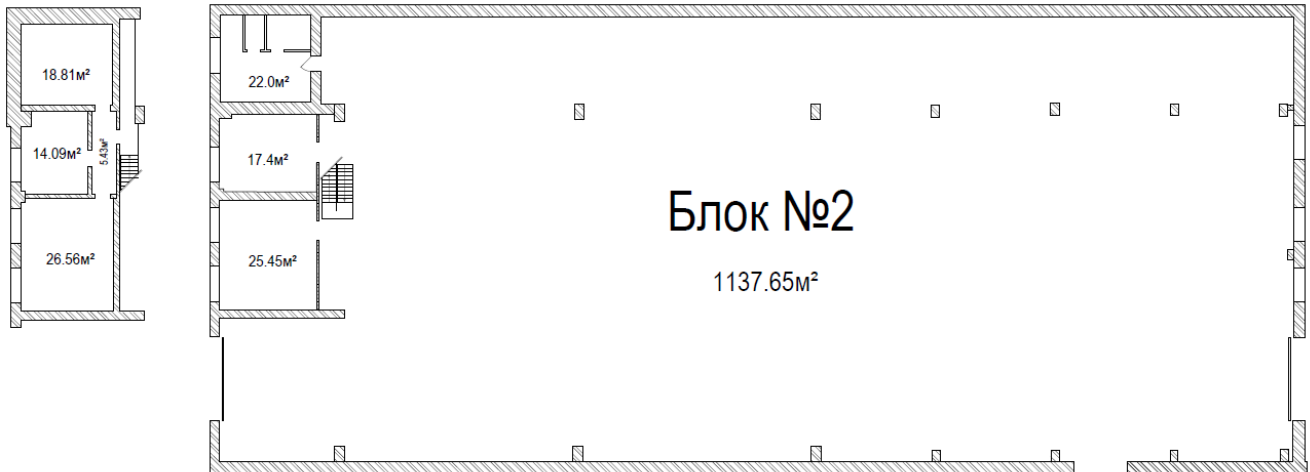 18.81м²
14.09м²
5.43м²
26.56м²
22.0м²
17.4м²
25.45м²
Блок №2
1137.65м²